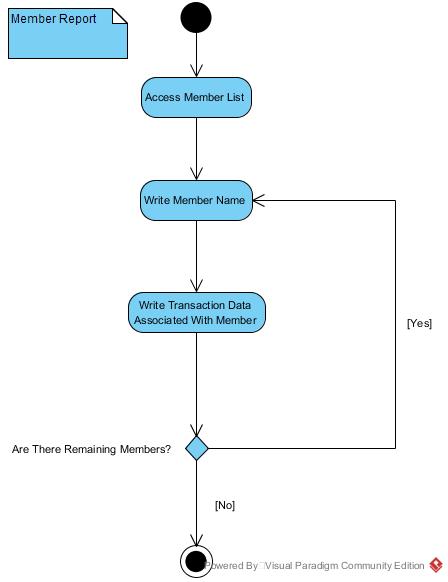 Member Report
Access Member List
Write Member Name
Write Transaction Data
Associated With Member
[Yes]
Are There Remaining Members?
[No]
Powered By Visual Paradigm Community Edition